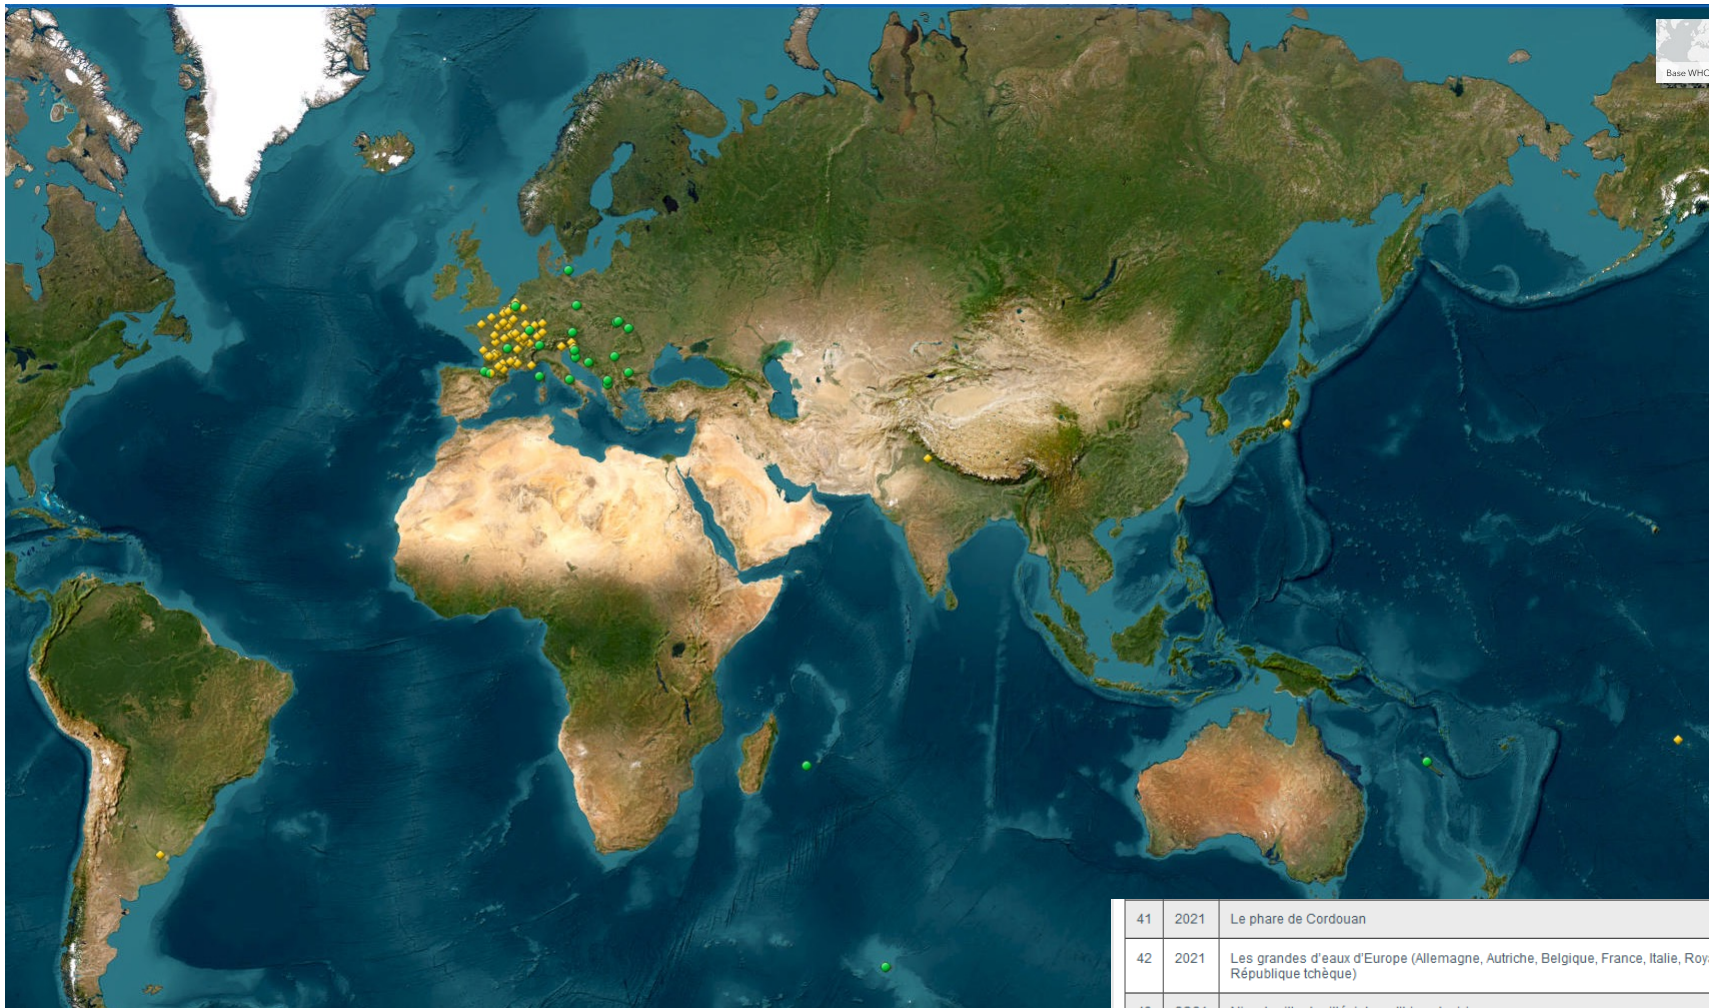 Base WHC
41 2021 Le phare de Cordouan
42 2021 Les grandes d'eaux d'Europe (Allemagne, Autriche, Belgique, France, Italie,
République tchèque)
2021